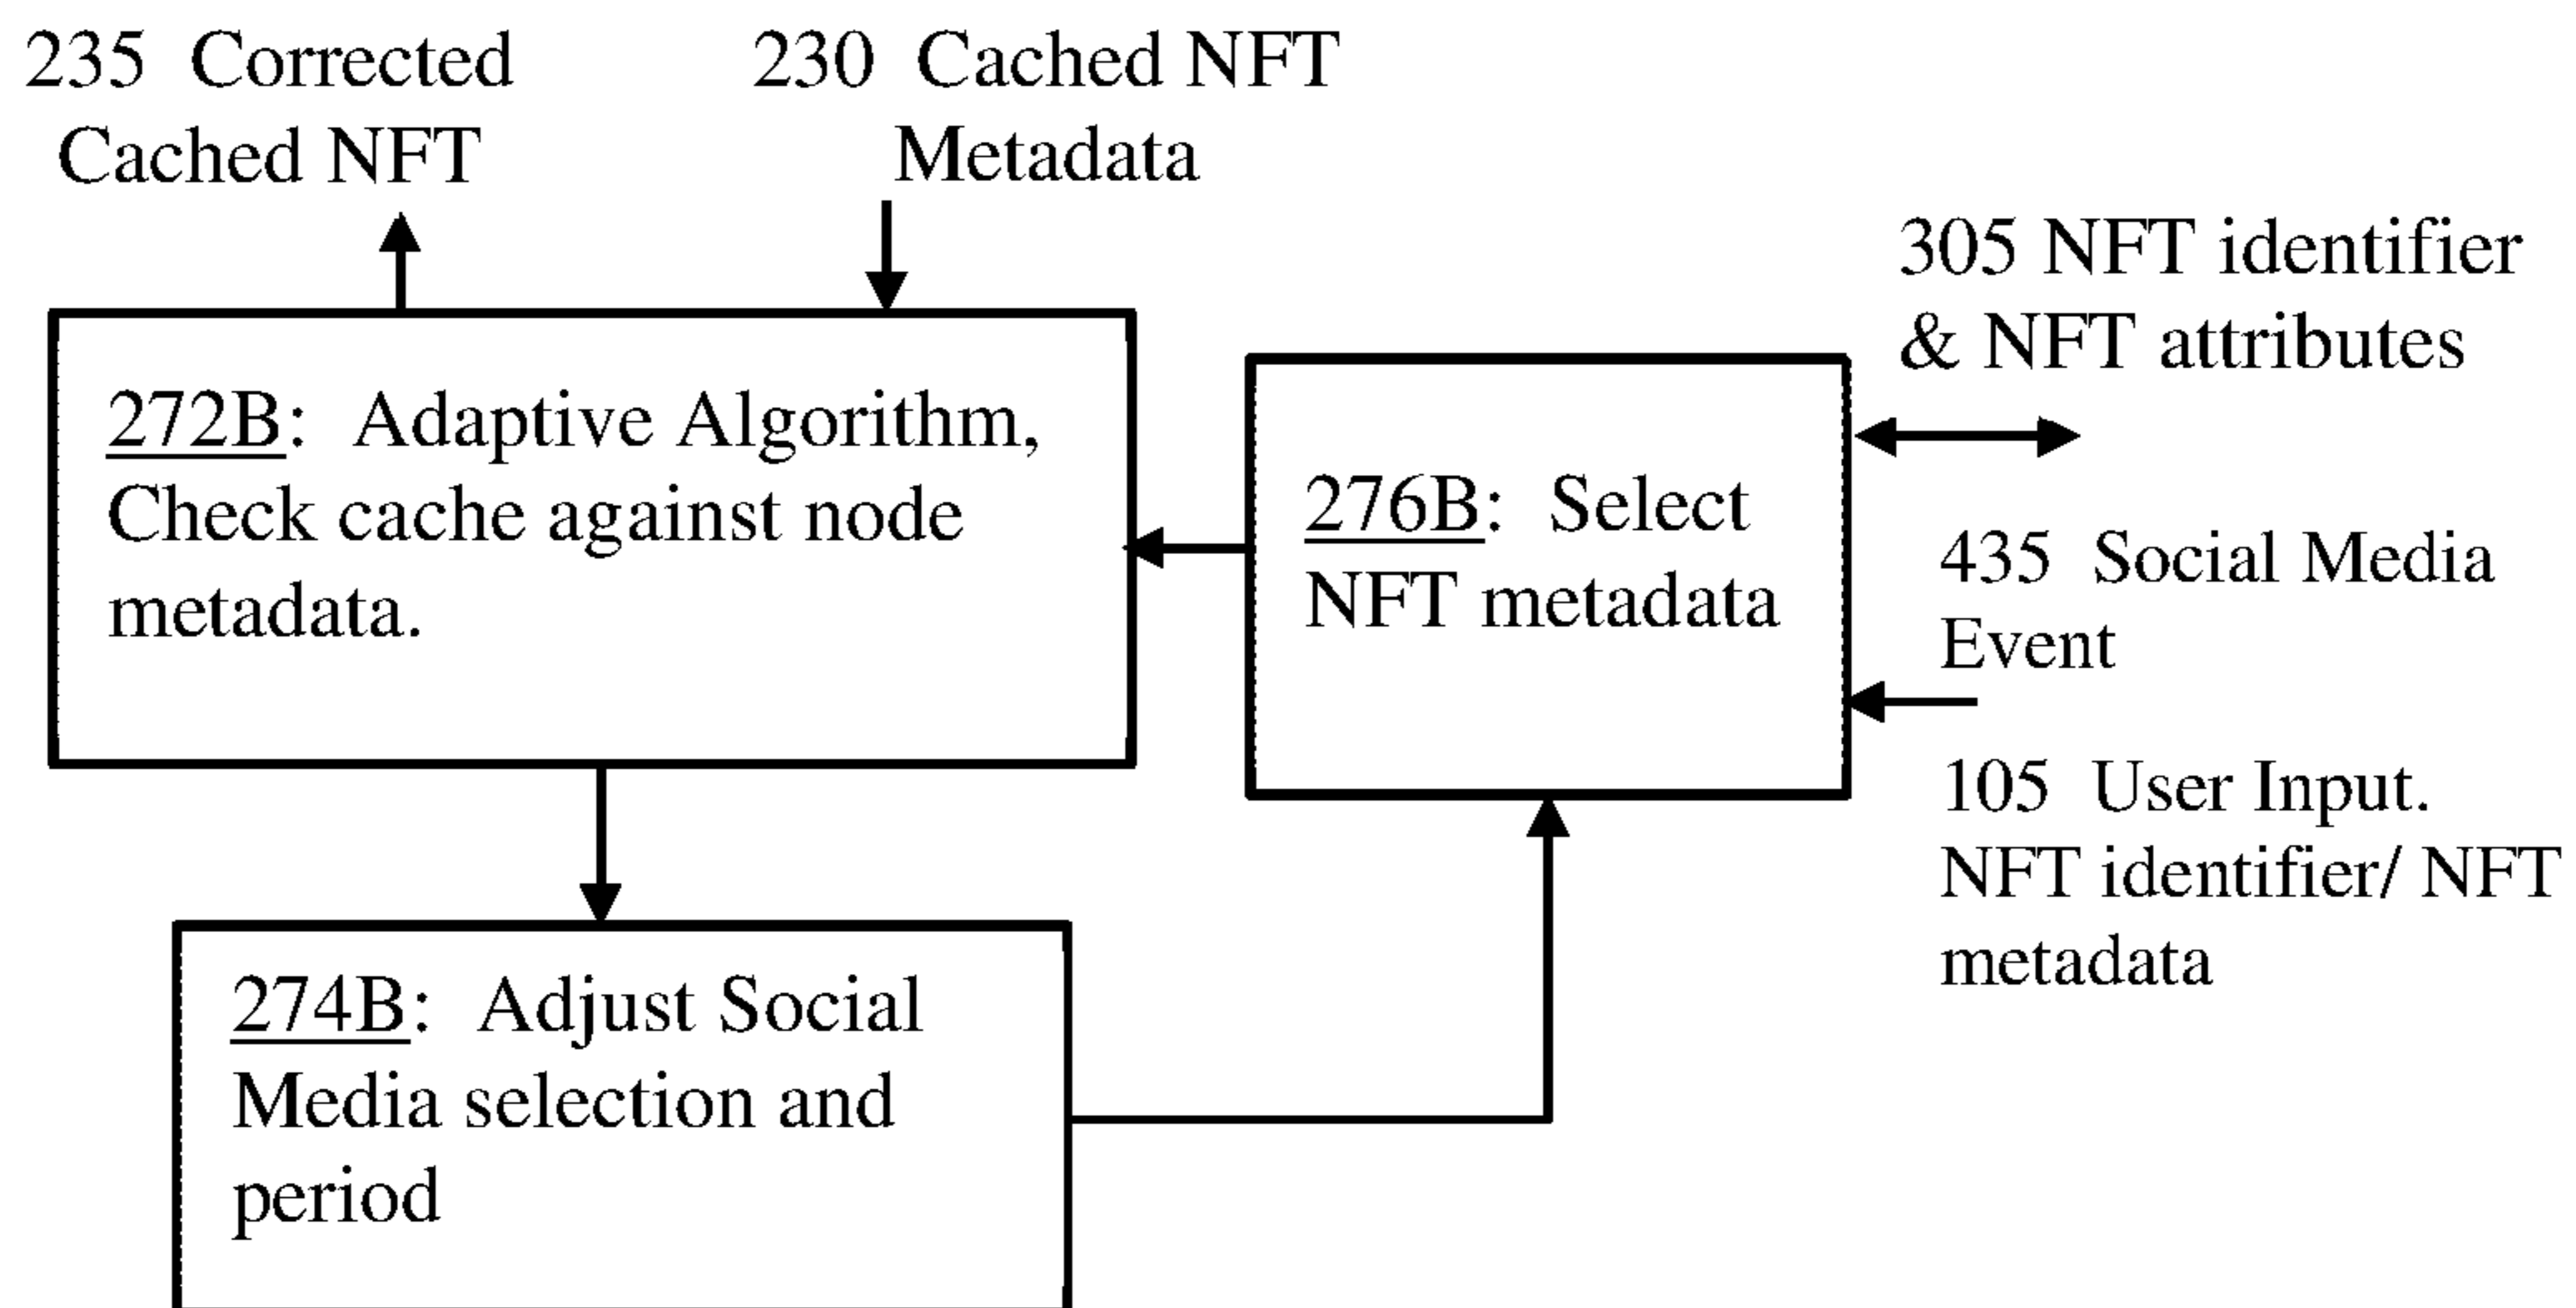 235 Corrected
Cached NFT
230 Cached NFT
Metadata
305 NFT identifier
& NFT attributes
272B: Adaptive Algorithm,
Check cache against node
metadata.
276B: Select
NFT metadata
435 Social Media
Event
105 User Input.
NFT identifier/ NFT
metadata
274B: Adjust Social
Media selection and
period